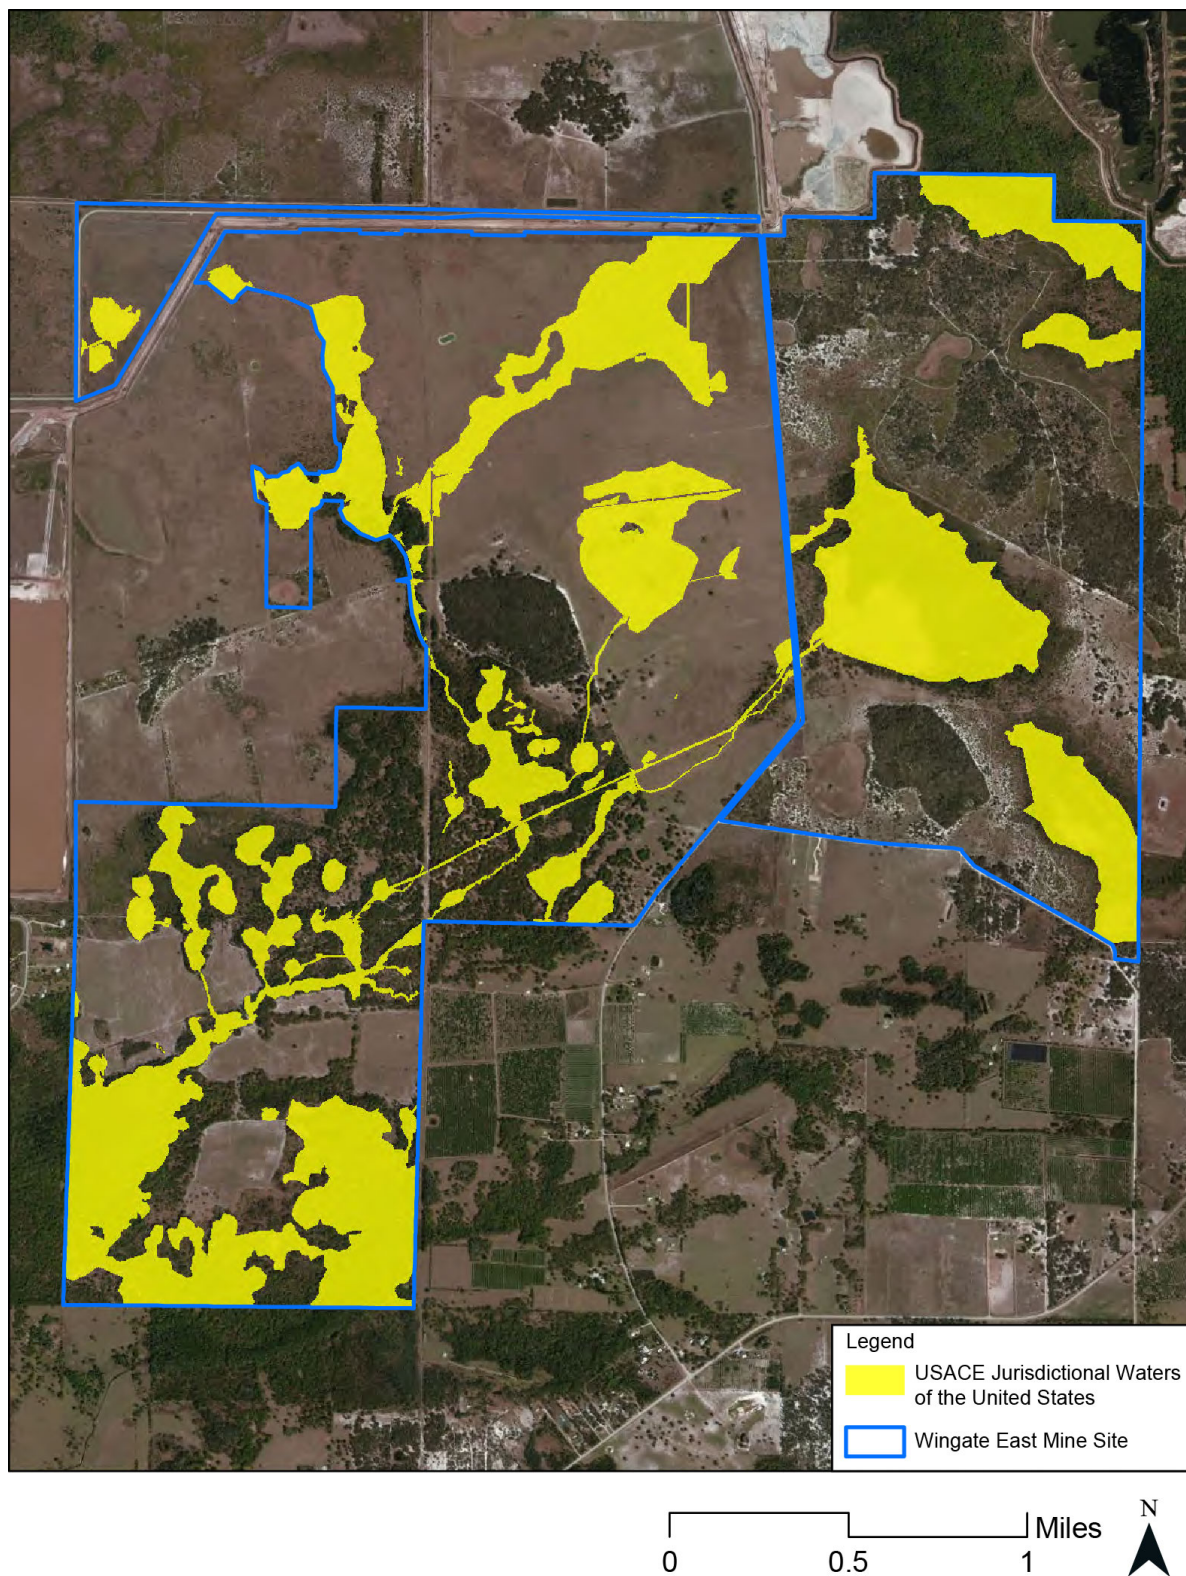 Legend
USACE Jurisdictional Waters
of the United States
Wingate East Mine Site
N
Miles
0 0.5 1